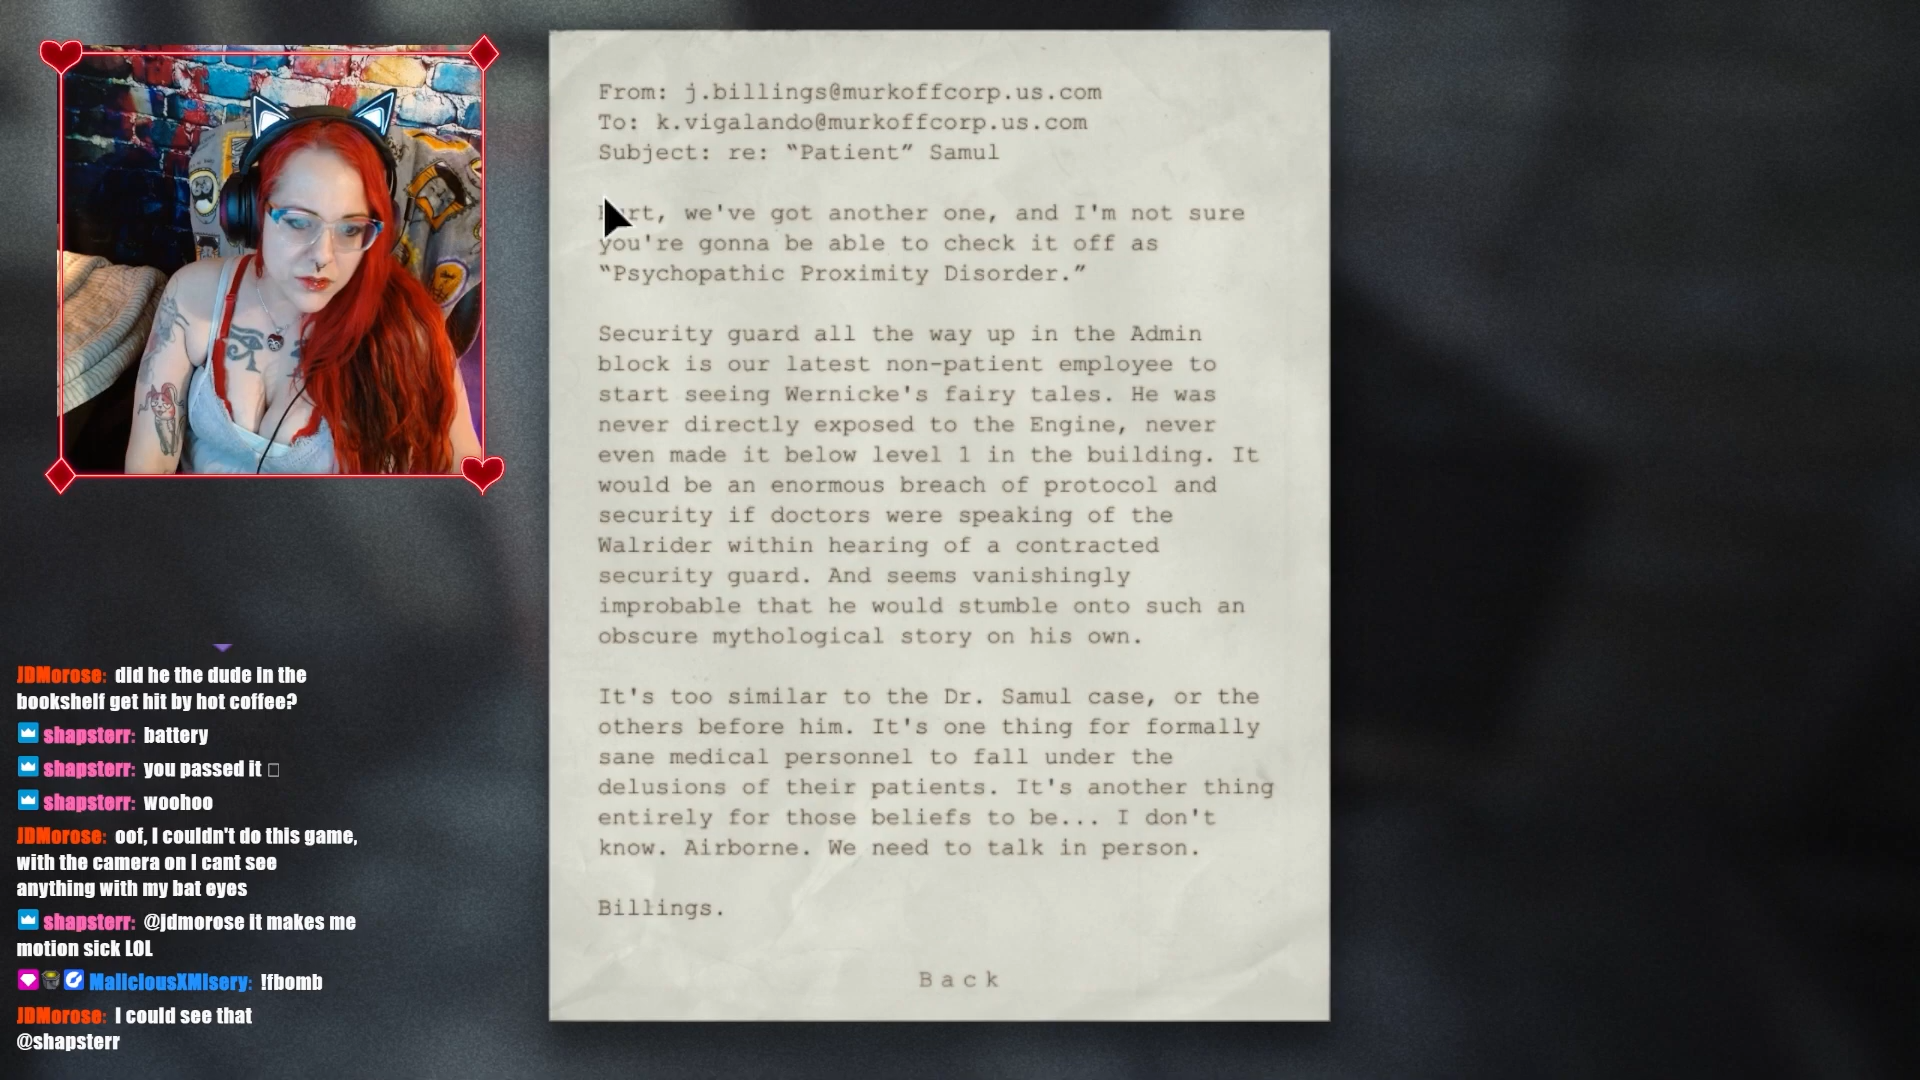 From: j.billings@murkoffcorp.us.com
To: k.vigalando@murkoffcorp.us.com
Subject: re: “Patient” Samul
we've got another one, and I'm not sure
you're gonna be able to check it off as
“Psychopathic Proximity Disorder.”
Security guard all the way up in the Admin
block is our latest non-patient employee to
start seeing Wernicke's fairy tales. He was
never directly exposed to the Engine, never
even made it below level 1 in the building. It
would be an enormous breach of protocol and
security if doctors were speaking of the
Walrider within hearing of a contracted
security guard. And seems vanishingly
improbable that he would stumble onto such an
obscure mythological story on his own.
It's too similar to the Dr. Samul case, or the
others before him. It's one thing for formally
sane medical personnel to fall under the
delusions of their patients. It's another thing
entirely for those beliefs to be... I don't
know. Airborne. We need to talk in person.
Billings.
Back
JDMorose: did he the dude in the
bookshelf get hit by hot coffee?
shapsterr: battery
shapsterr: you passed it
shapsterr: woohoo
JDMorose: oof, I couldn't do this game,
with the camera on I cant see
anything with my bat eyes
shapsterr: @jdmorose it makes me
motion sick LOL
MaliciousXMisery: !fbomb
JDMorose: I could see that
@shapsterr